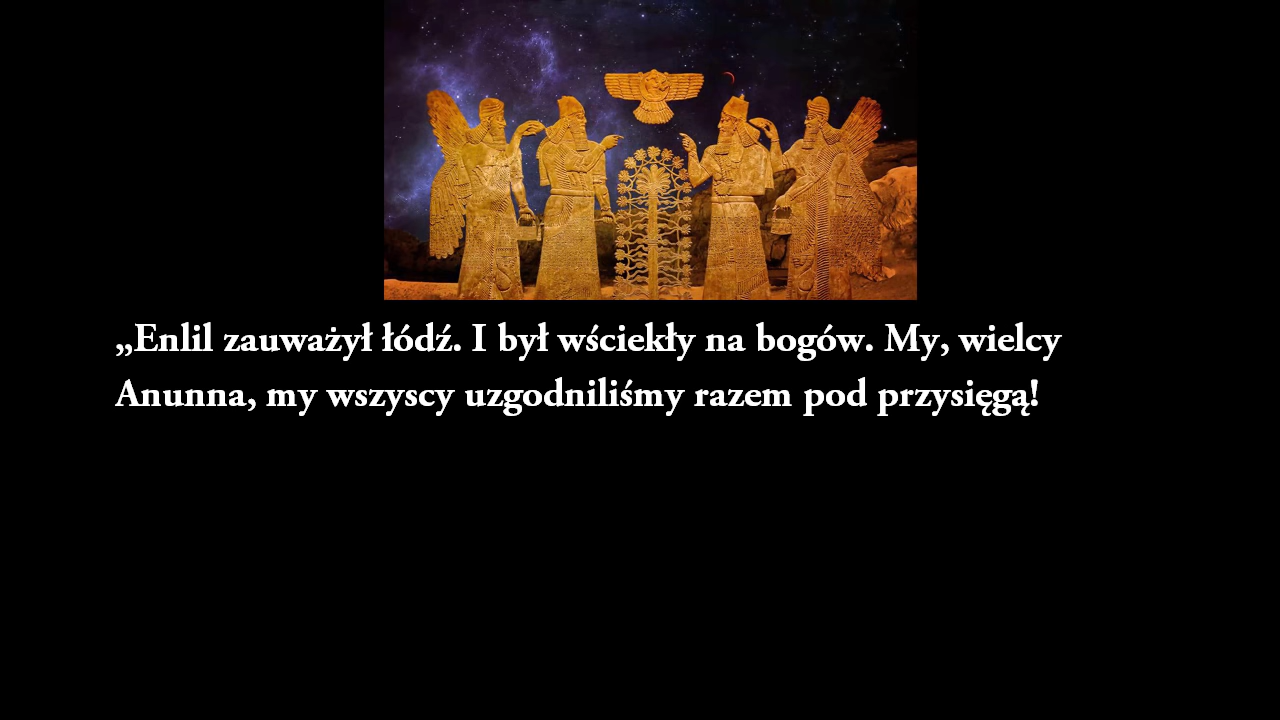 „Enlil zauważył łódź. I był wściekły na bogów. My, wielcy
Anunna, my wszyscy uzgodniliśmy razem pod przysięgą!